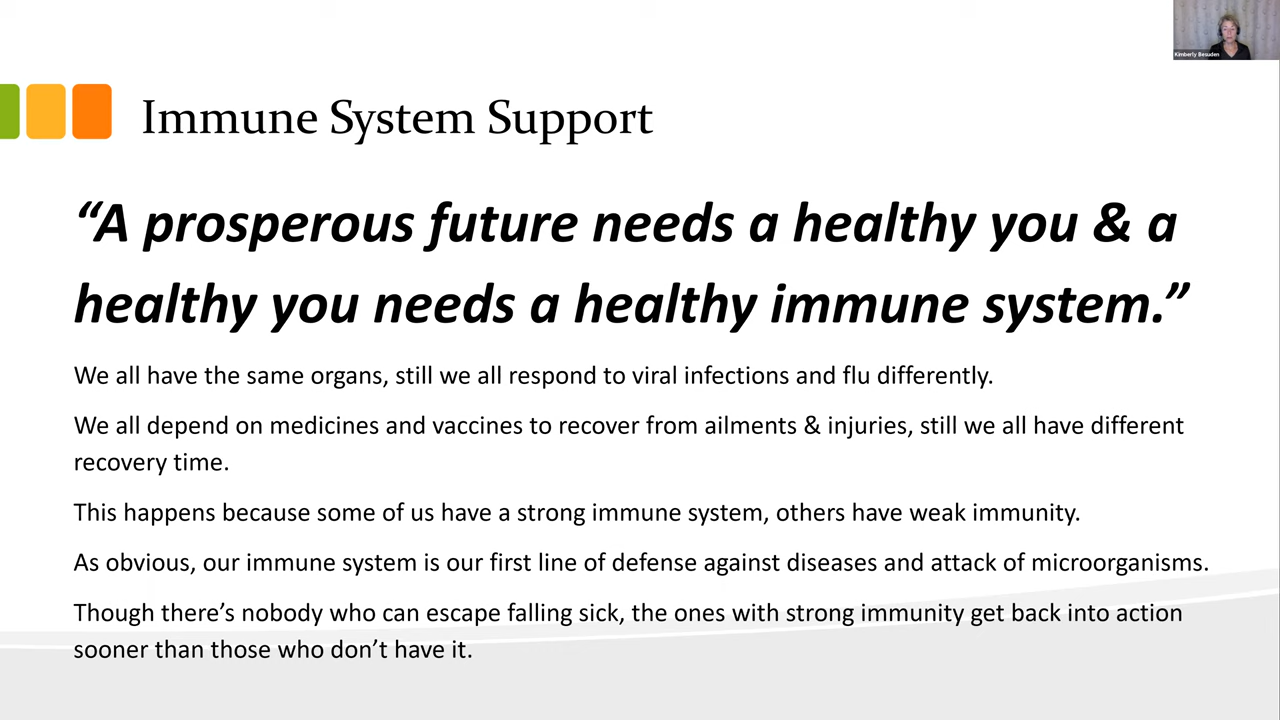 Kimberly Besuden
Immune System Support
“A prosperous future needs a healthy you & a
healthy you needs a healthy immune system.”
We all have the same organs, still we all respond to viral infections and flu differently.
We all depend on medicines and vaccines to recover from ailments & injuries, still we all have different
recovery time.
This happens because some of us have a strong immune system, others have weak immunity.
As obvious, our immune system is our first line of defense against diseases and attack of microorganisms.
Though there’s nobody who can escape falling sick, the ones with strong immunity get back into action
sooner than those who don’t have it.